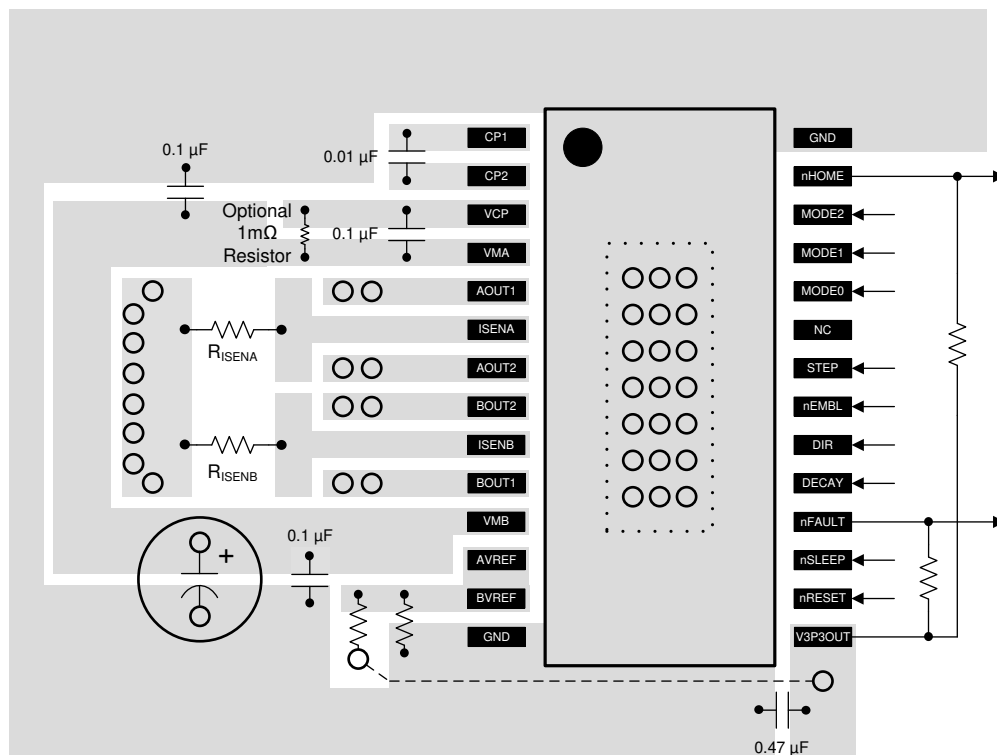 CP1
GND
0.1 µF
0.01 µF
CP2
nHOME
Optional
1mΩ
Resistor
0.1 µF
VCP
MODE2
VMA
MODE1
AOUT1
MODE0
RISENA
ISENA
NC
AOUT2
STEP
BOUT2
nEMBL
RISENB
ISENB
DIR
BOUT1
DECAY
VMB
nFAULT
+
0.1 µF
AVREF
nSLEEP
BVREF
nRESET
GND
V3P3OUT
0.47 µF